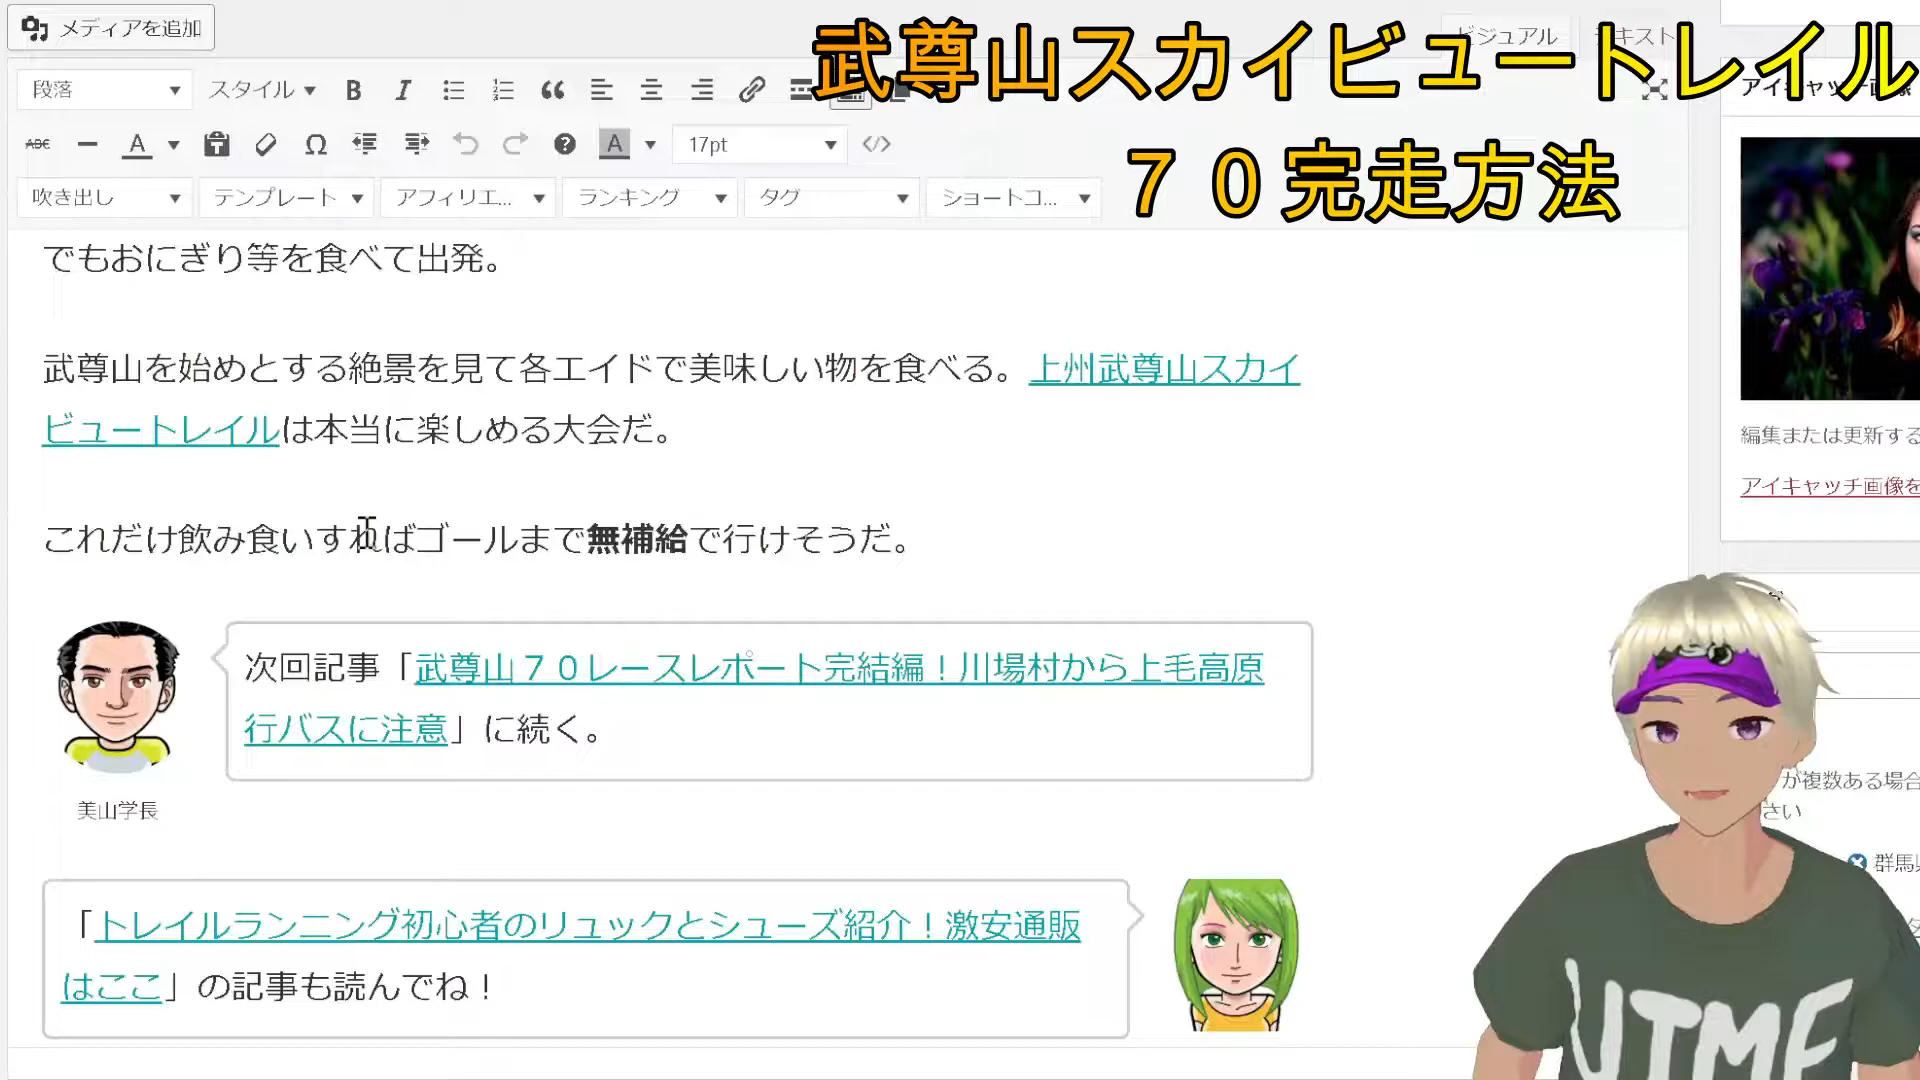 メディアを追加
武尊山スカイビュートレイル
７０完走方法
段落
スタイル
B I
ABC
A
Ω
A
17pt
吹き出し
テンプレート
アフィリエ...
ランキング
タグ
ショートコ...
でもおにぎり等を食べて出発。
武尊山を始めとする絶景を見て各エイドで美味しい物を食べる。上州武尊山スカイ
ビュートレイルは本当に楽しめる大会だ。
これだけ飲み食いすればゴールまで無補給で行けそうだ。
次回記事「武尊山７０レースレポート完結編！川場村から上毛高原
行バスに注意」に続く。
美山学長
「トレイルランニング初心者のリュックとシューズ紹介！激安通販
はここ」の記事も読んでね！
編集または更新する
アイキャッチ画像を
が複数ある場合
さい
群馬
UTMF